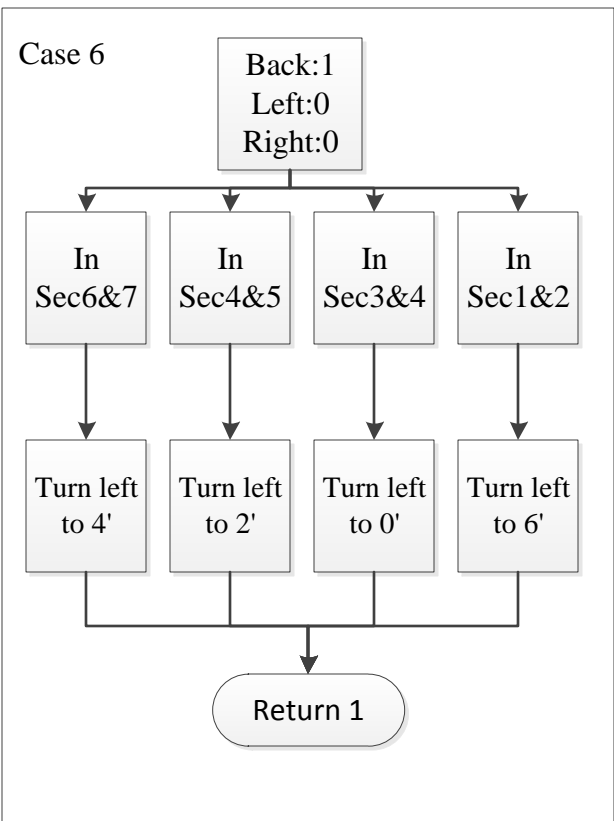 Case 6
Back:1
Left:0
Right:0
In
Sec6&7
In
Sec4&5
In
Sec3&4
In
Sec1&2
Turn left
to 4'
Turn left
to 2'
Turn left
to 0'
Turn left
to 6'
Return 1